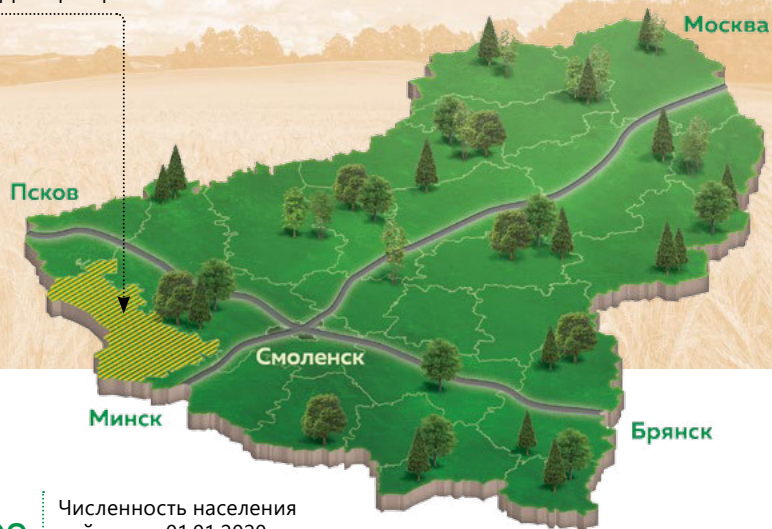 Москва
Псков
Смоленск
Минск
Брянск
Численность населения